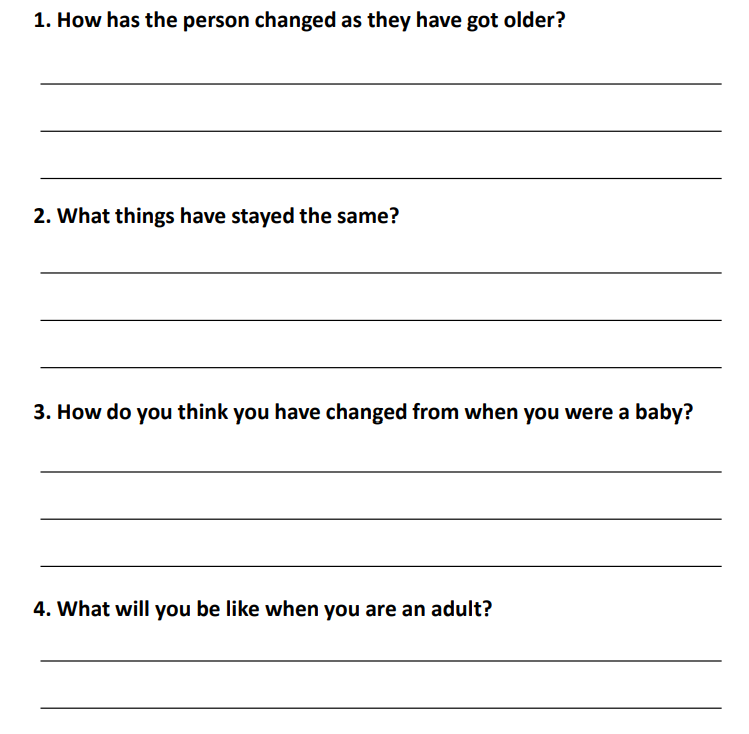 1. How has the person changed as they have got older?
2. What things have stayed the same?
3. How do you think you have changed from when you were a baby?
4. What will you be like when you are an adult?